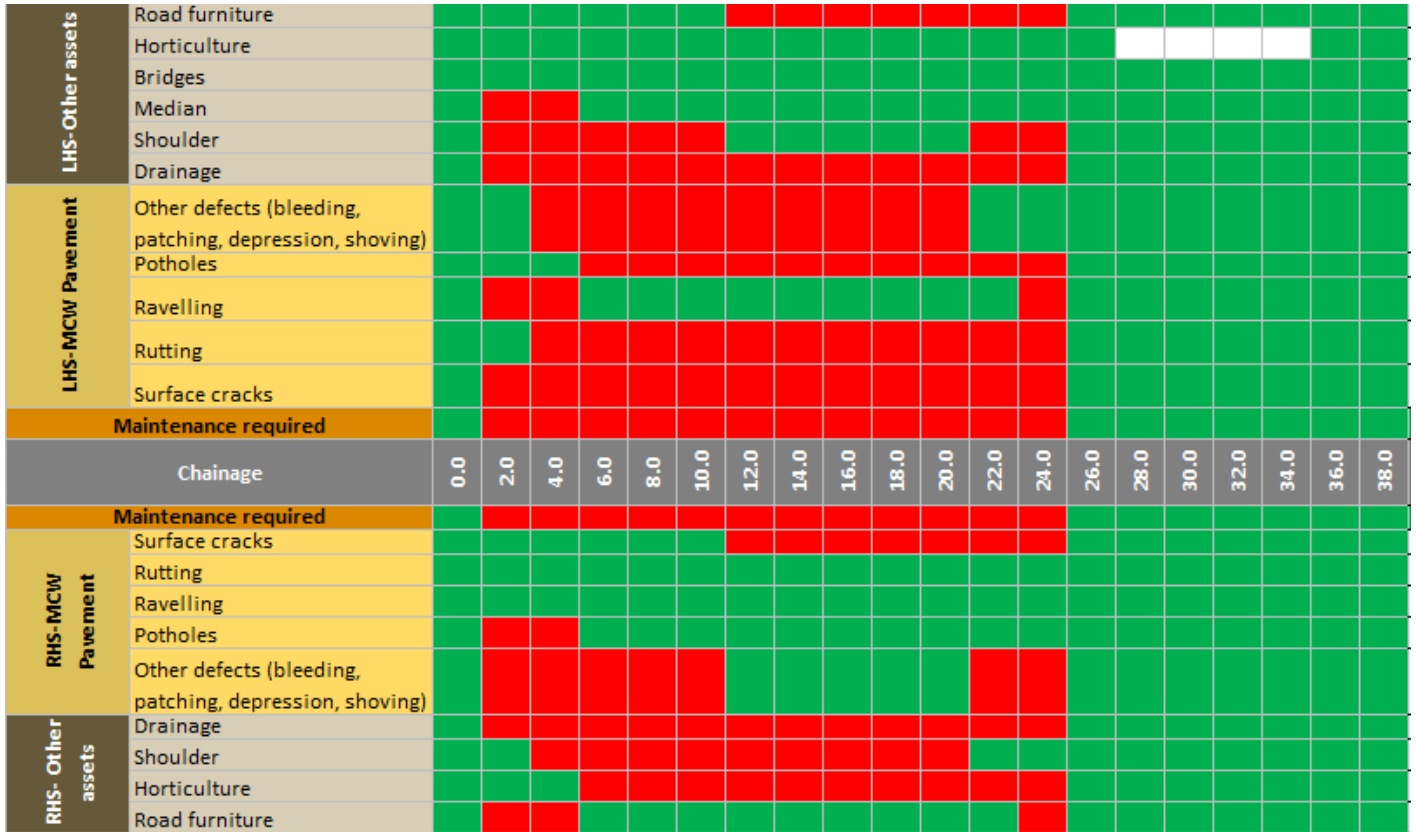 LHS-Other assets
Road furniture
Horticulture
Bridges
Median
Shoulder
Drainage
LHS-MCW Pavement
Other defects (bleeding,
patching, depression, shoving)
Potholes
Ravelling
Rutting
Surface cracks
Maintenance required
Chainage 0.0 2.0 4.0 6.0 8.0 10.0 12.0 14.0 16.0 18.0 20.0 22.0 24.0 26.0 28.0 30.0 32.0 34.0 36.0 38.0
Maintenance required
RHS-MCW
Pavement
Surface cracks
Rutting
Ravelling
Potholes
Other defects (bleeding,
patching, depression, shoving)
RHS- Other
assets
Drainage
Shoulder
Horticulture
Road furniture